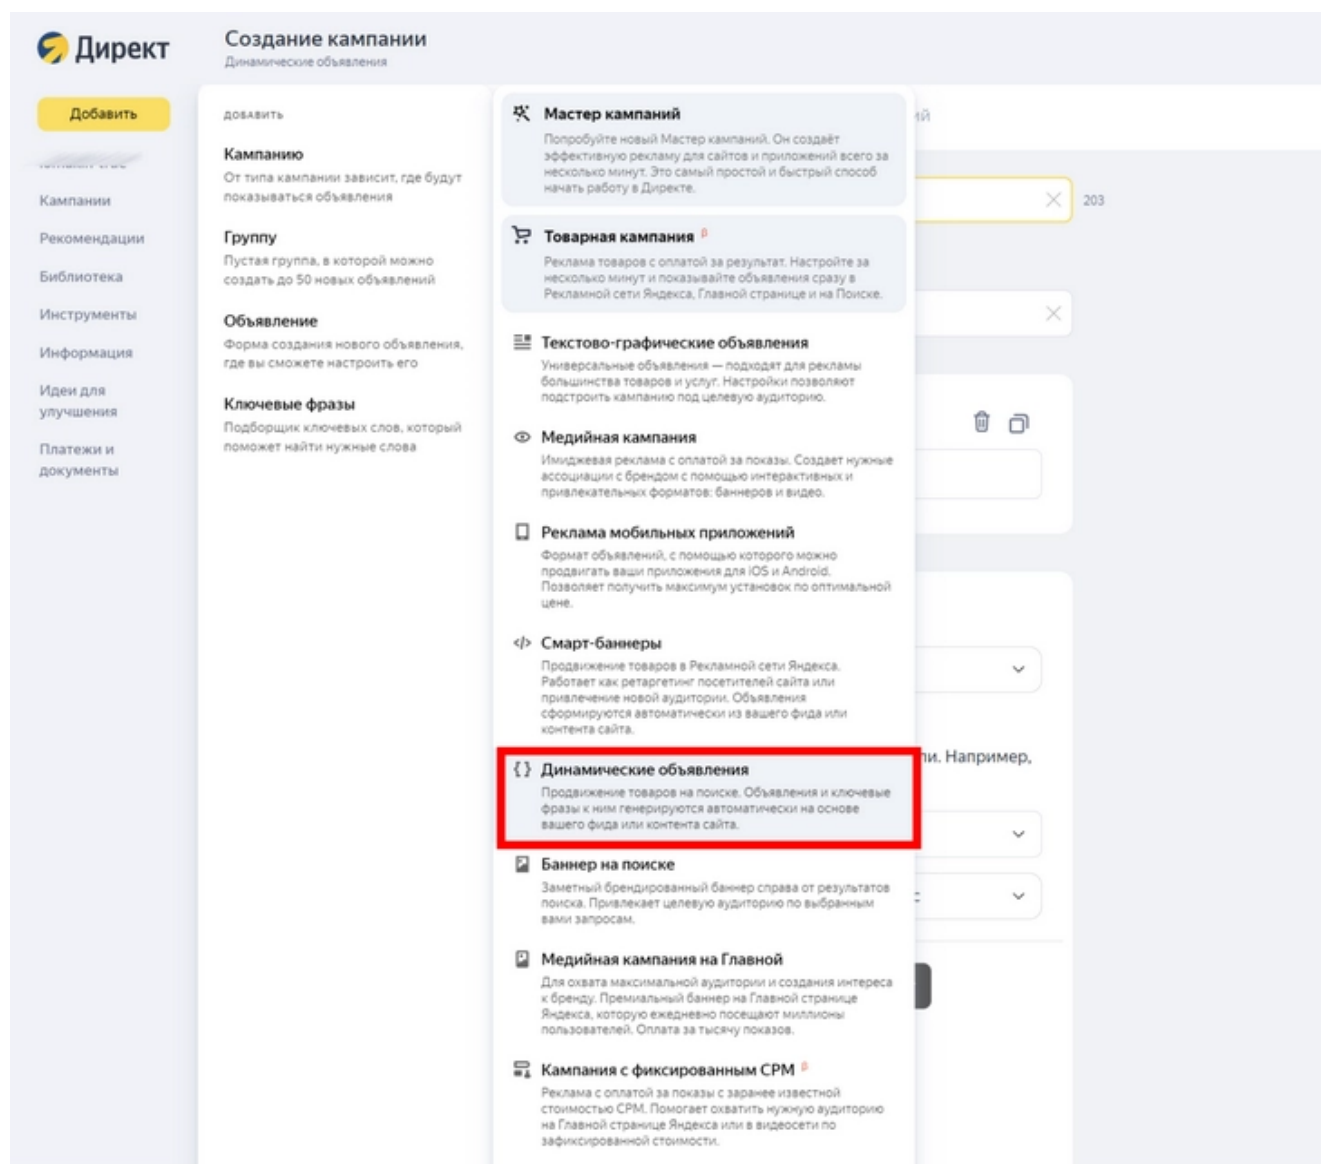 Директ
Создание кампании
Динамические объявления
Добавить
Кампании
Рекомендации
Библиотека
Инструменты
Информация
Идеи для
улучшения
Платежи и
документы
ДОБАВИТЬ
Кампанию
От типа кампании зависит, где будут
показываться объявления
Группу
Пустая группа, в которой можно
создать до 50 новых объявлений
Объявление
Форма создания нового объявления,
где вы сможете настроить его
Ключевые фразы
Подборщик ключевых слов, который
поможет найти нужные слова
Мастер кампаний
Попробуйте новый Мастер кампаний. Он создаёт
эффективную рекламу для сайтов и приложений всего за
несколько минут. Это самый простой и быстрый способ
начать работу в Директе.
Товарная кампания β
Реклама товаров с оплатой за результат. Настройте за
несколько минут и показывайте объявления сразу в
Рекламной сети Яндекса, Главной странице и на Поиске.
Текстово-графические объявления
Универсальные объявления — подходят для рекламы
большинства товаров и услуг. Настройки позволяют
подстроить кампанию под целевую аудиторию.
Медийная кампания
Имиджевая реклама с оплатой за показы. Создает нужные
ассоциации с брендом с помощью интерактивных и
привлекательных форматов: баннеров и видео.
Реклама мобильных приложений
Формат объявлений, с помощью которого можно
продвигать ваши приложения для iOS и Android.
Позволяет получить максимум установок по оптимальной
цене.
Смарт-баннеры
Продвижение товаров в Рекламной сети Яндекса.
Работает как ретаргетинг посетителей сайта или
привлечение новой аудитории. Объявления
сформируются автоматически из вашего фида или
контента сайта.
Динамические объявления
Продвижение товаров на поиске. Объявления и ключевые
фразы к ним генерируются автоматически на основе
вашего фида или контента сайта.
Баннер на поиске
Заметный брендированный баннер справа от результатов
поиска. Привлекает целевую аудиторию по выбранным
вами запросам.
Медийная кампания на Главной
Для охвата максимальной аудитории и создания интереса
к бренду. Премиальный баннер на Главной странице
Яндекса, которую ежедневно посещают миллионы
пользователей. Оплата за тысячу показов.
Кампания с фиксированным CPM β
Реклама с оплатой за показы с заранее известной
стоимостью CPM. Помогает охватить нужную аудиторию
на Главной странице Яндекса или в видеосети по
зафиксированной стоимости.
ий
203
ли. Например,